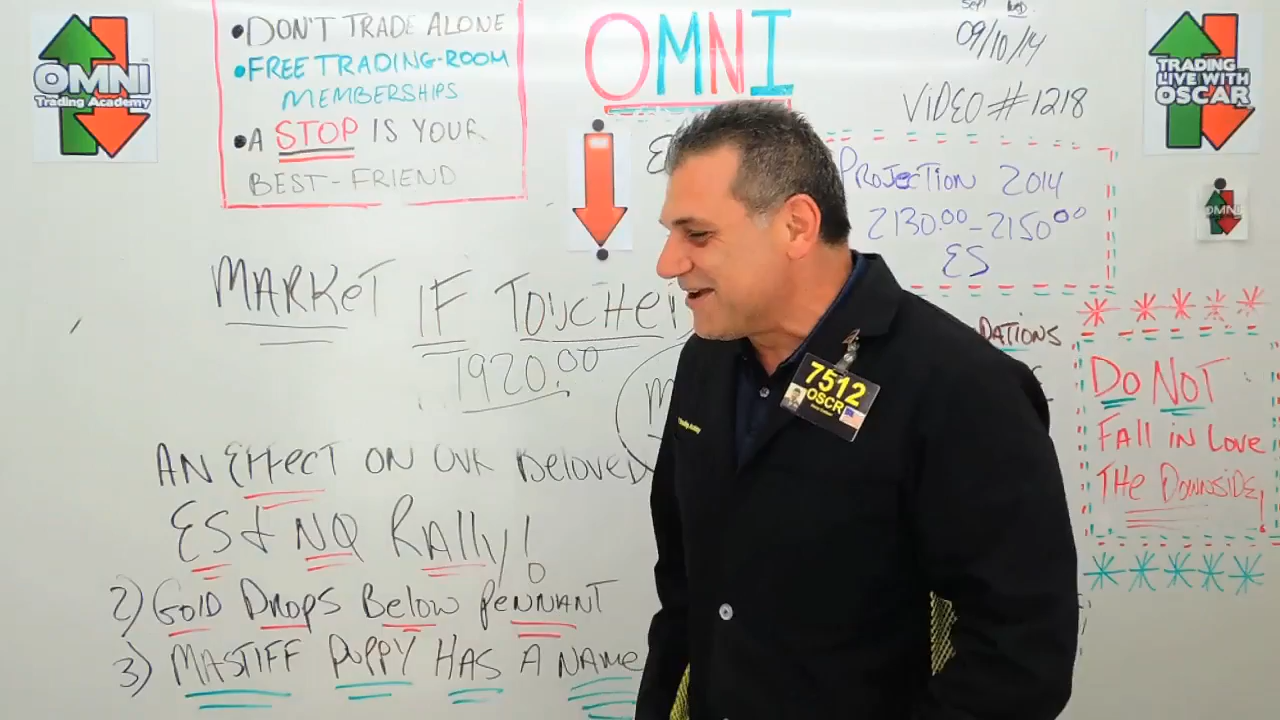 OMNI
Trading Academy
•DON'T TRADE ALONE
•FREE TRADING-ROOM
MEMBERSHIPS
•A STOP IS YOUR
BEST-FRIEND
OMNI
Sept Wed.
09/10/14
VIDEO #1218
TRADING
LIVE WITH
OSCAR
OMNI
PROJECTION 2014
2130.00-2150.00
ES
MARKET IF TOUCHED
1920.00
DATIONS
DO NOT
FALL IN LOVE
THE DOWNSIDE!
7512
OSCR
AN EFFECT ON OUR BELOVED
ES & NQ RALLY!
2) GOLD DROPS BELOW PENNANT
3) MASTIFF PUPPY HAS A NAME